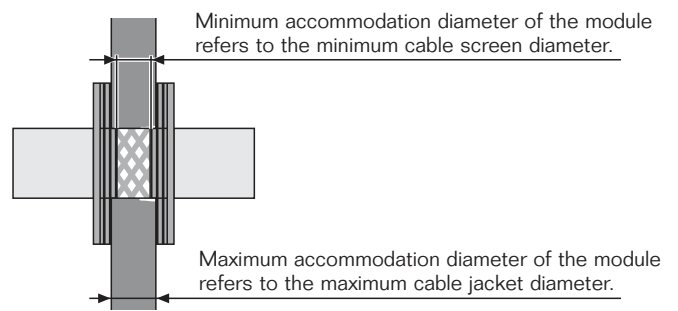 Minimum accommodation diameter of the module
refers to the minimum cable screen diameter.
Maximum accommodation diameter of the module
refers to the maximum cable jacket diameter.